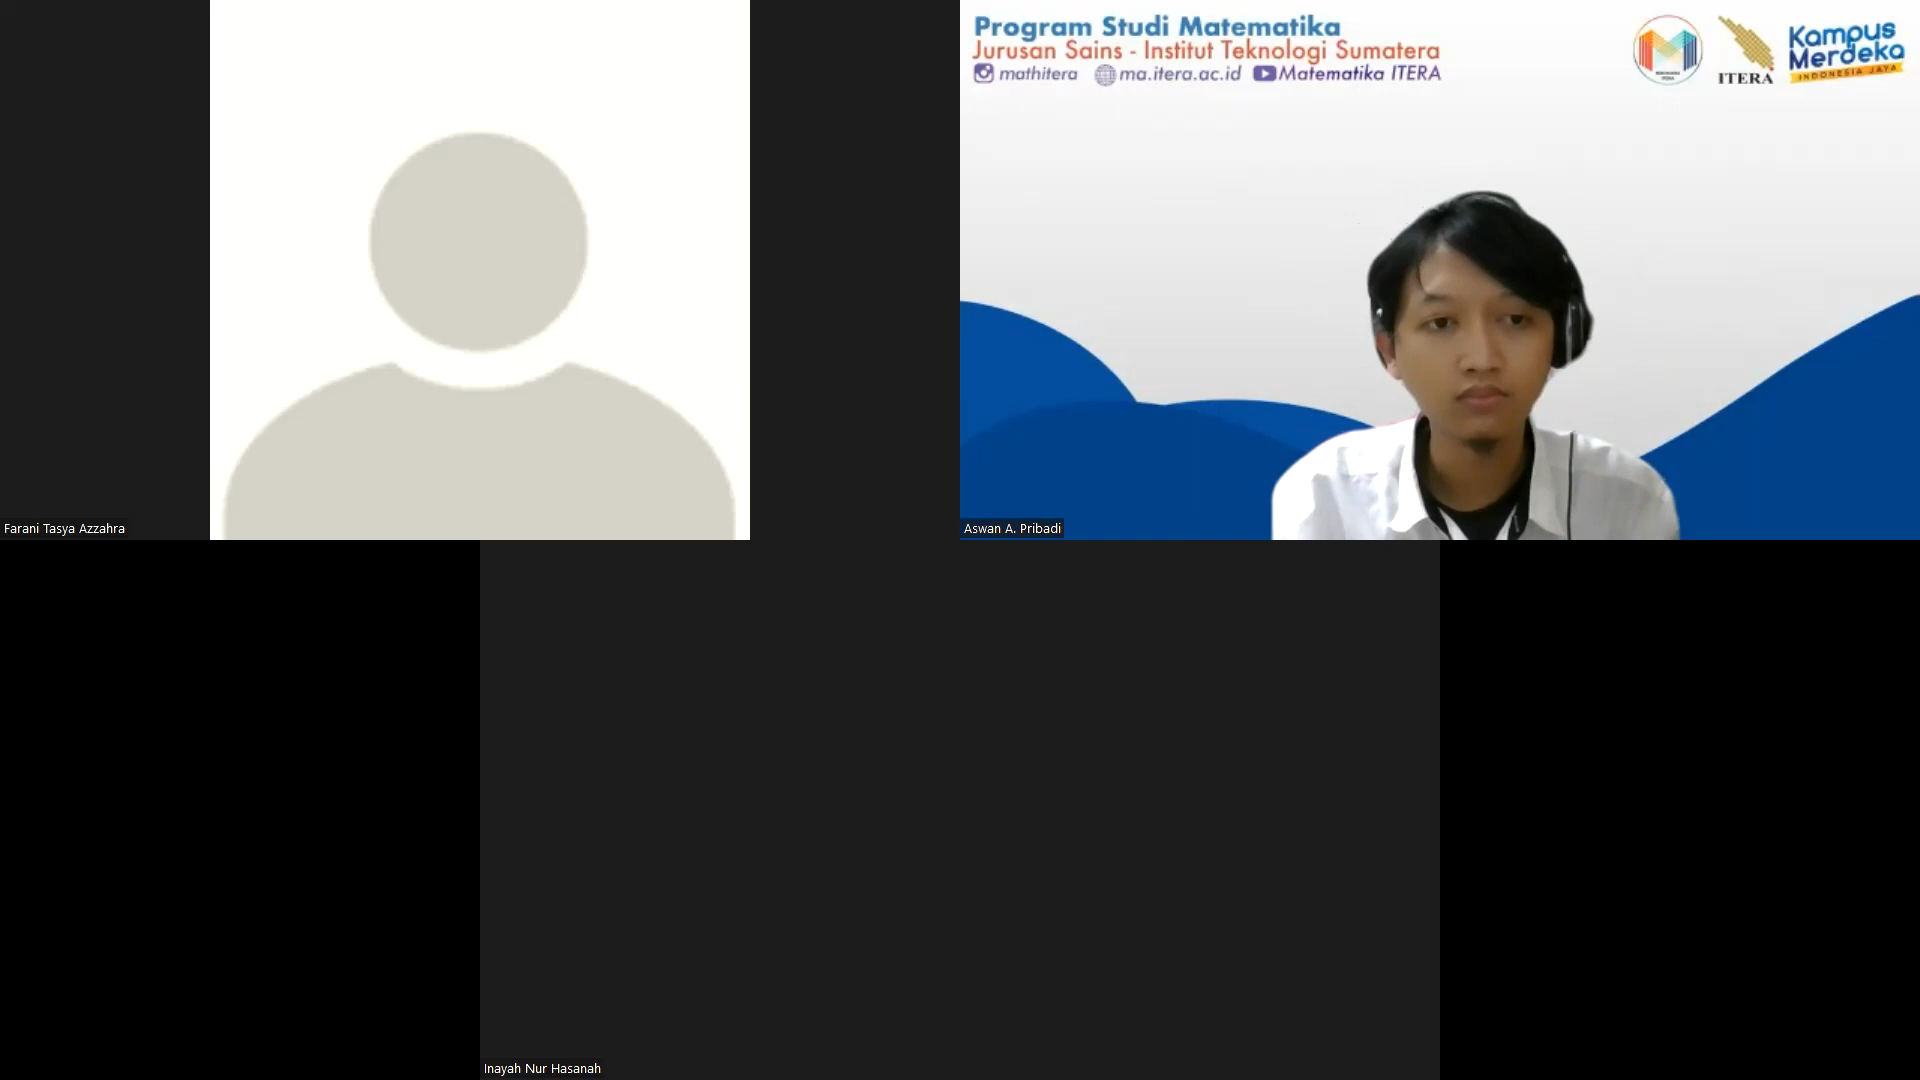 Program Studi Matematika
Jurusan Sains - Institut Teknologi Sumatera
mathitera ma.itera.ac.id Matematika ITERA
ITERA
Kampus
Merdeka
INDONESIA JAYA
Farani Tasya Azzahra
Aswan A. Pribadi
Inayah Nur Hasanah